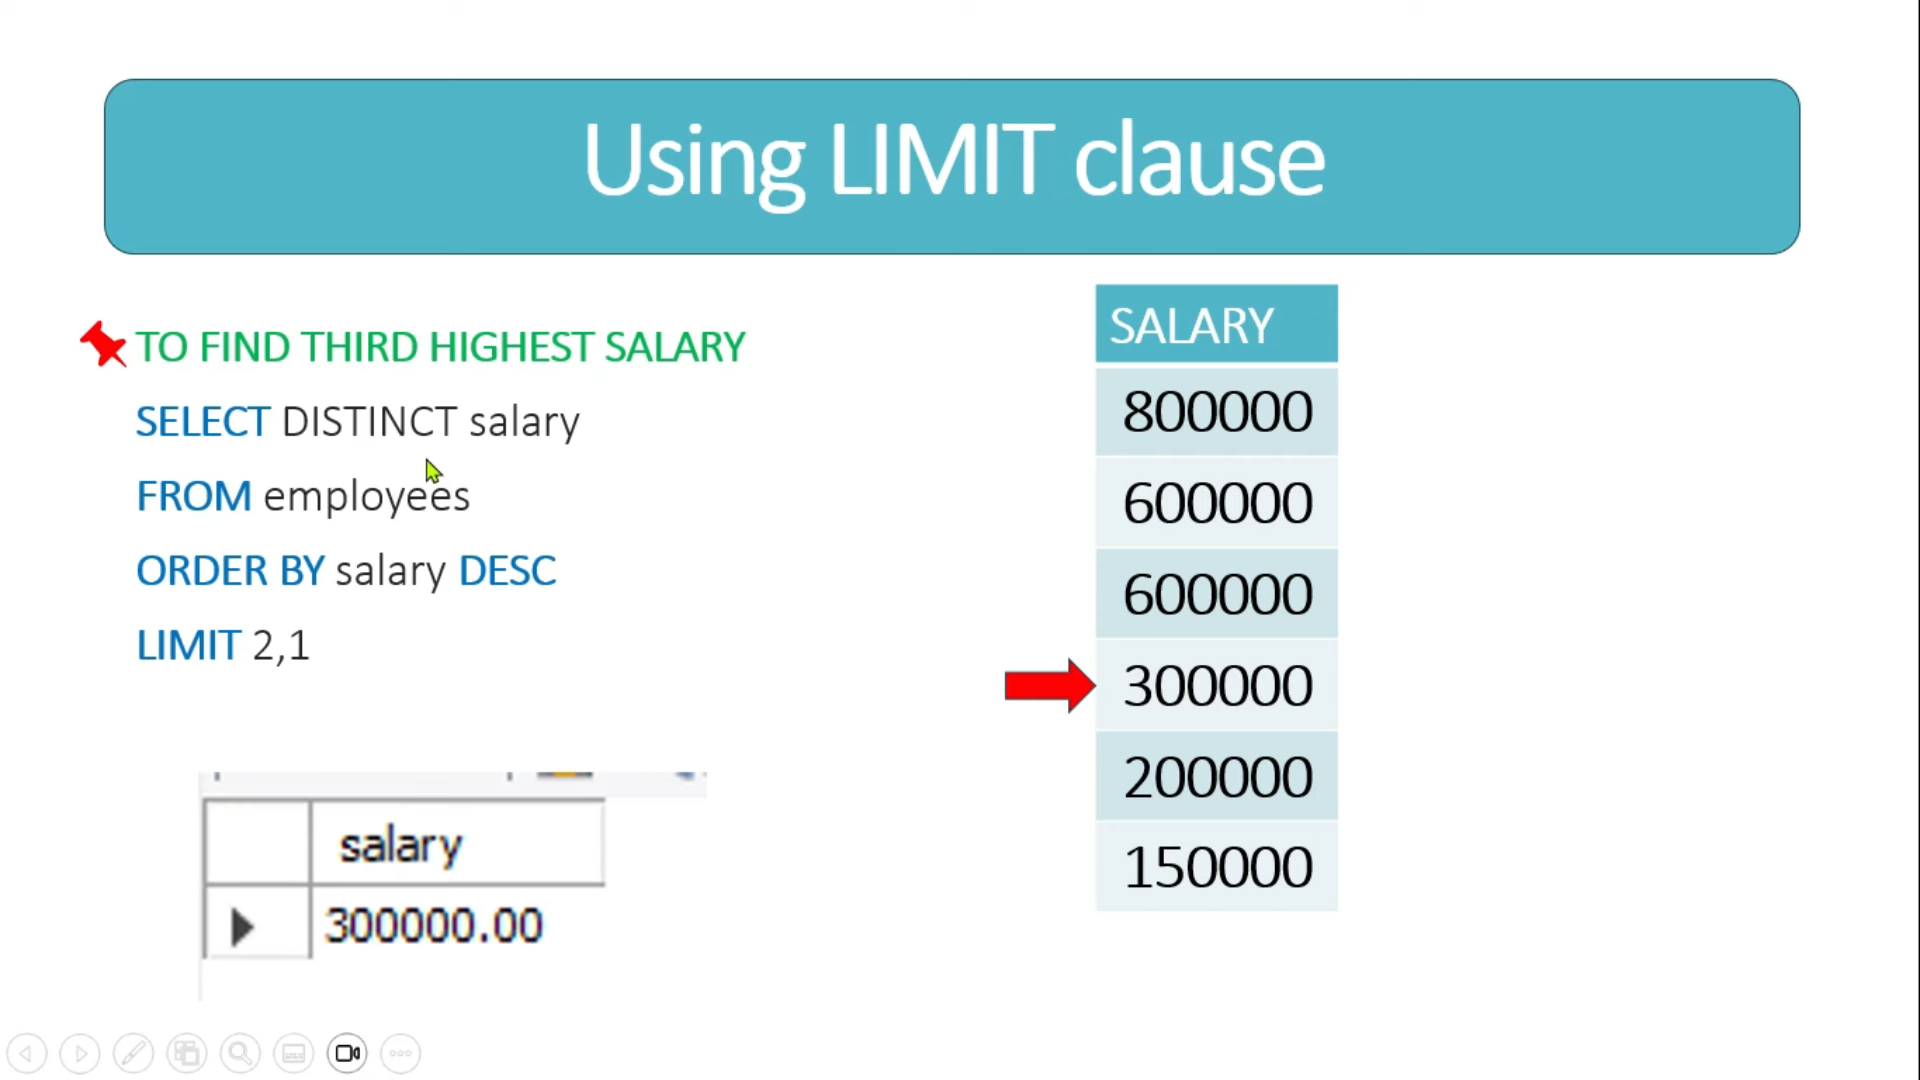 Using LIMIT clause
TO FIND THIRD HIGHEST SALARY
SELECT DISTINCT salary
FROM employees
ORDER BY salary DESC
LIMIT 2,1
salary
300000.00
SALARY
800000
600000
600000
300000
200000
150000